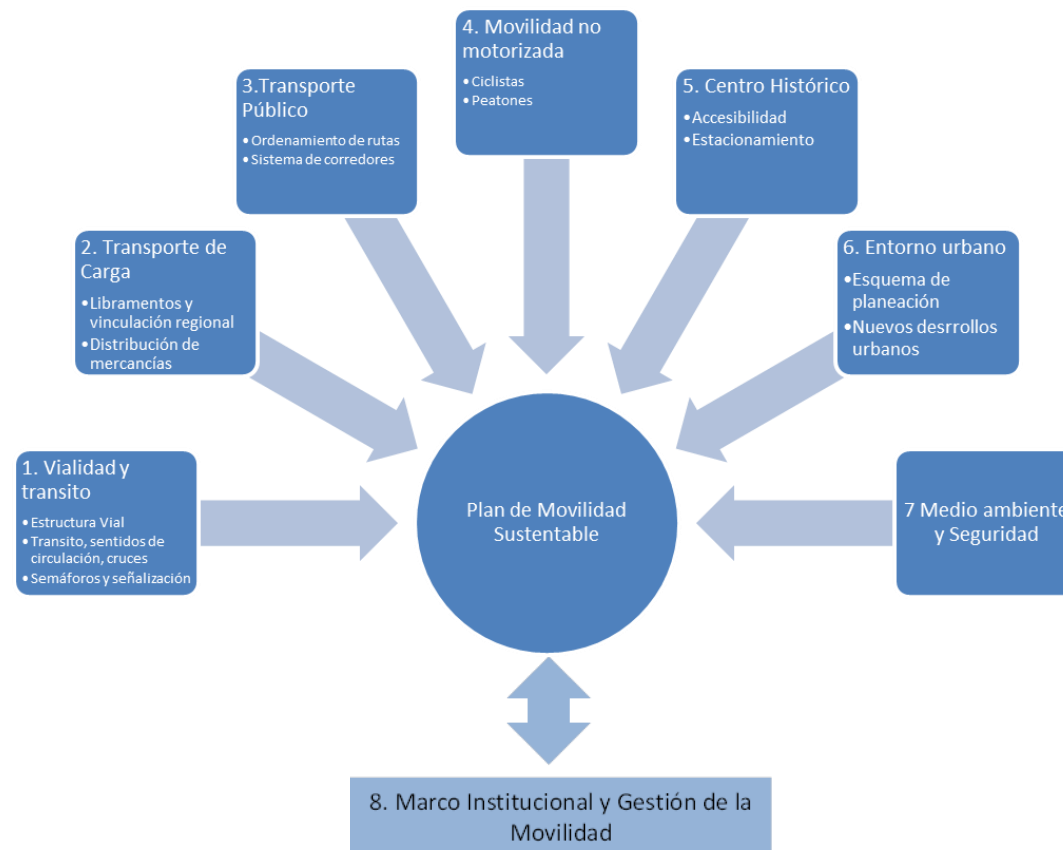 1. Vialidad y
transito
•Estructura Vial
•Transito, sentidos de
circulación, cruces
•Semáforos y señalización
2. Transporte de
Carga
•Libramentos y
vinculación regional
•Distribución de
mercancías
3.Transporte
Público
•Ordenamiento de rutas
•Sistema de corredores
4. Movilidad no
motorizada
•Ciclistas
•Peatones
5. Centro Histórico
•Accesibilidad
•Estacionamiento
6. Entorno urbano
•Esquema de
planeación
•Nuevos desrrollos
urbanos
7 Medio ambiente
y Seguridad
Plan de Movilidad
Sustentable
8. Marco Institucional y Gestión de la
Movilidad